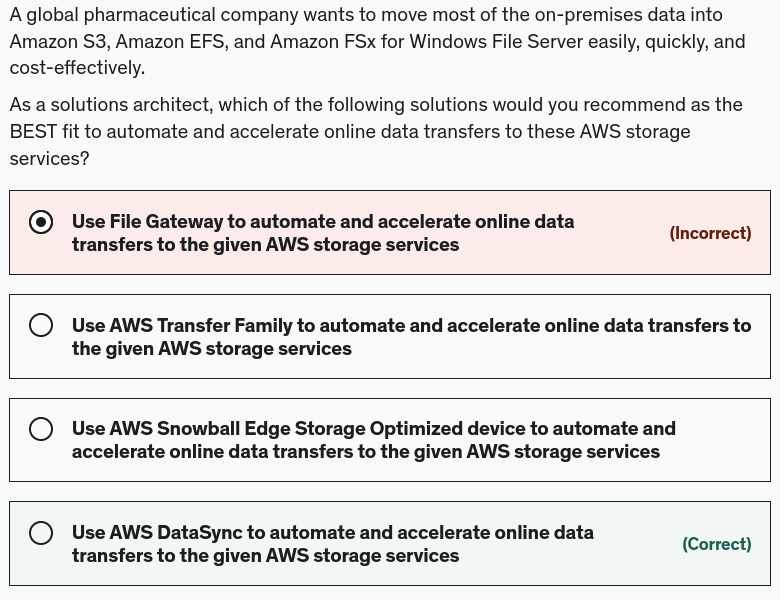 A global pharmaceutical company wants to move most of the on-premises data into
Amazon S3, Amazon EFS, and Amazon FSx for Windows File Server easily, quickly, and
cost-effectively.
As a solutions architect, which of the following solutions would you recommend as the
BEST fit to automate and accelerate online data transfers to these AWS storage
services?
Use File Gateway to automate and accelerate online data
transfers to the given AWS storage services
(Incorrect)
Use AWS Transfer Family to automate and accelerate online data transfers to
the given AWS storage services
Use AWS Snowball Edge Storage Optimized device to automate and
accelerate online data transfers to the given AWS storage services
Use AWS DataSync to automate and accelerate online data
transfers to the given AWS storage services
(Correct)